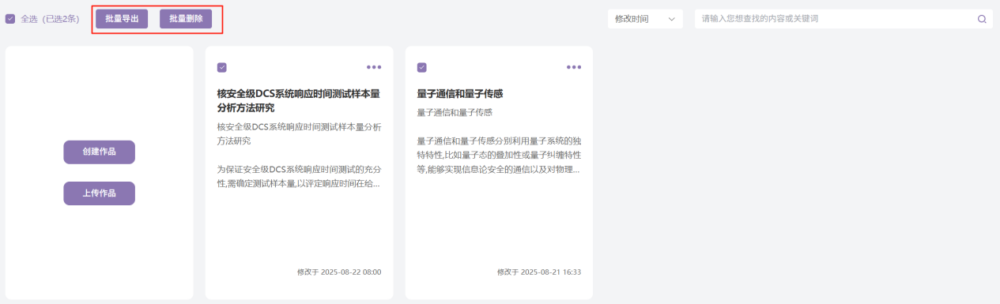 全选（已选2条） 批量导出 批量删除 修改时间 请输入您想查找的内容或关键词
创建作品
上传作品
核安全级DCS系统响应时间测试样本量
分析方法研究
核安全级DCS系统响应时间测试样本量分析
方法研究
为保证安全级DCS系统响应时间测试的充分
性,需确定测试样本量,以评定响应时间在给...
修改于 2025-08-22 08:00
量子通信和量子传感
量子通信和量子传感
量子通信和量子传感分别利用量子系统的独
特特性,比如量子态的叠加性或量子纠缠特性
等,能够实现信息论安全的通信以及对物理...
修改于 2025-08-21 16:33